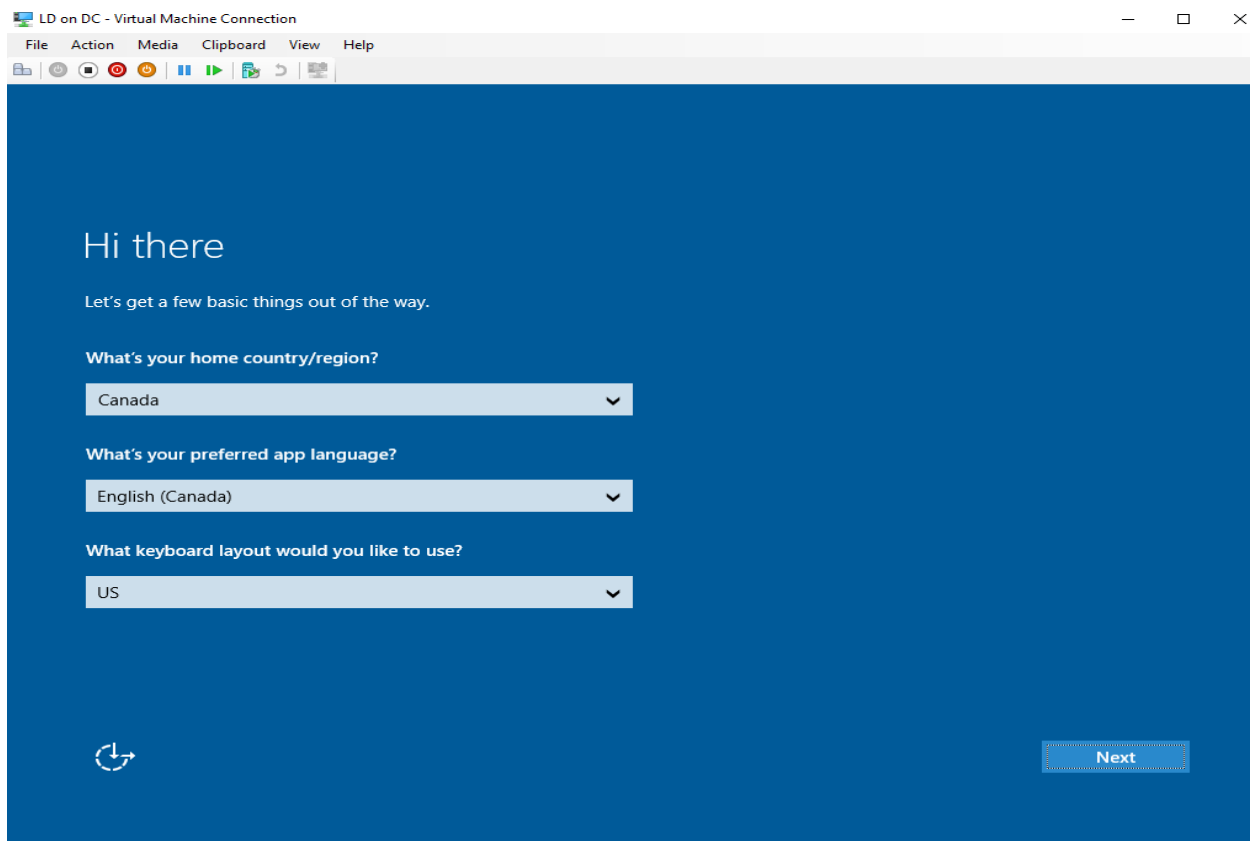 LD on DC - Virtual Machine Connection
File Action Media Clipboard View Help
Hi there
Let's get a few basic things out of the way.
What's your home country/region?
Canada
What's your preferred app language?
English (Canada)
What keyboard layout would you like to use?
US
Next